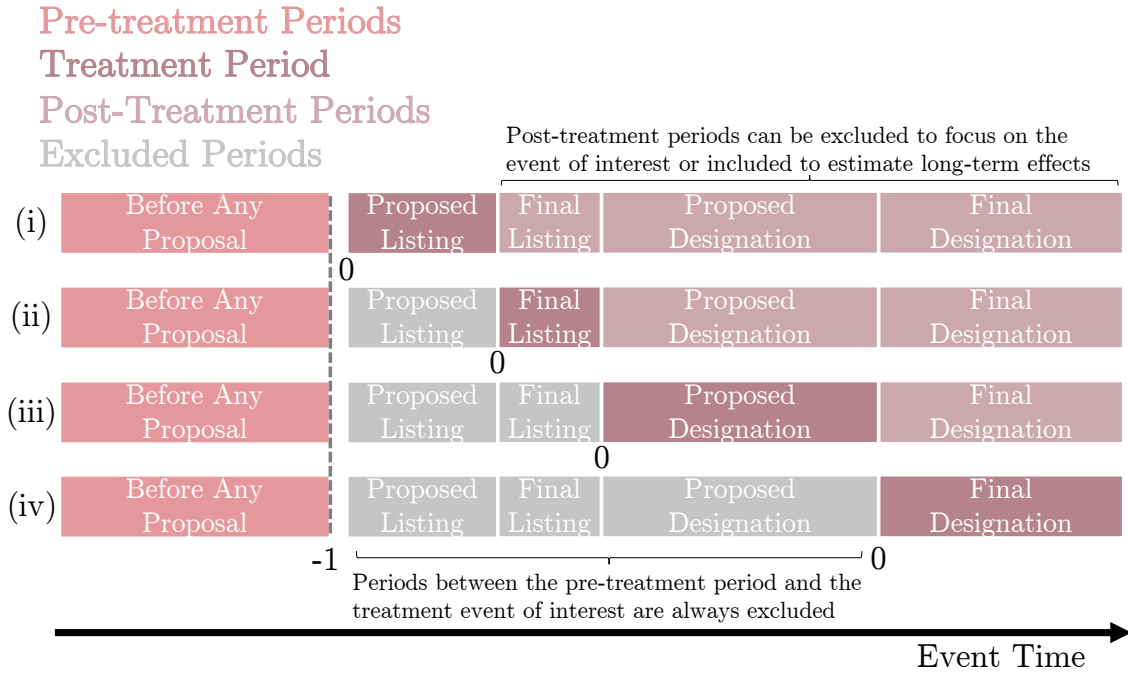 Pre-treatment Periods
Treatment Period
Post-Treatment Periods
Excluded Periods
Post-treatment periods can be excluded to focus on the
event of interest or included to estimate long-term effects
(i)
Before Any
Proposal
Proposed
Listing
Final
Listing
Proposed
Designation
Final
Designation
0
(ii)
Before Any
Proposal
Proposed
Listing
Final
Listing
Proposed
Designation
Final
Designation
0
(iii)
Before Any
Proposal
Proposed
Listing
Final
Listing
Proposed
Designation
Final
Designation
0
(iv)
Before Any
Proposal
Proposed
Listing
Final
Listing
Proposed
Designation
Final
Designation
-1
0
Periods between the pre-treatment period and the
treatment event of interest are always excluded
Event Time